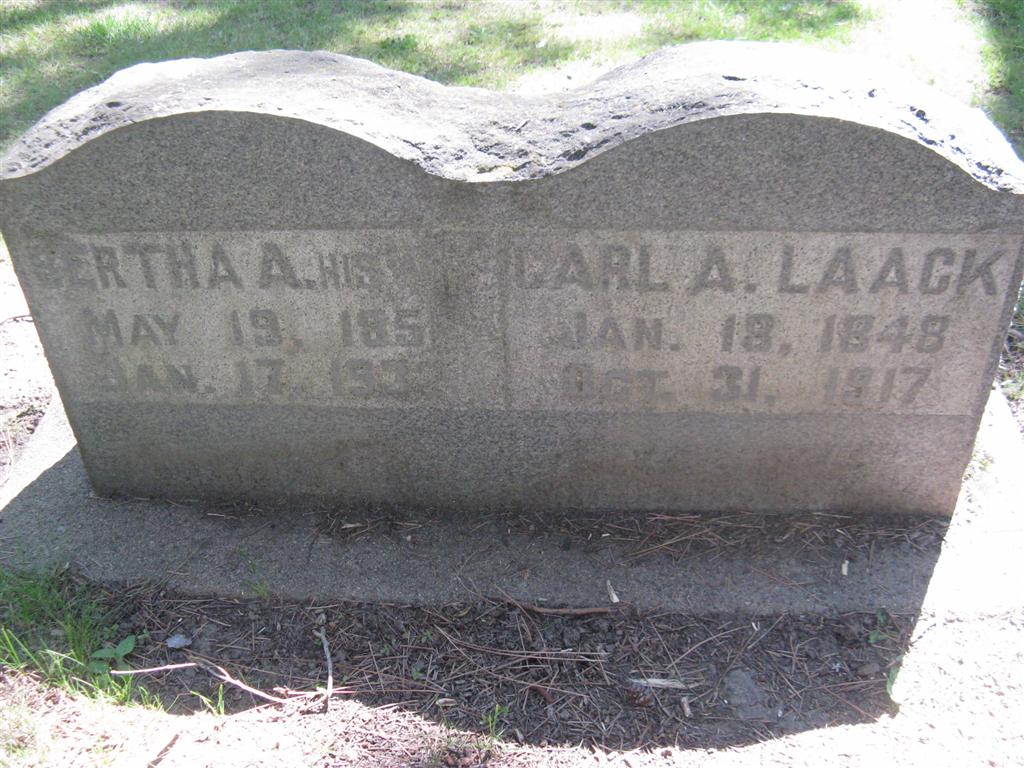 BERTHA A. HIS
MAY 19, 185
JAN. 17, 193
CARL A. LAACK
JAN. 18, 1848
OCT. 31, 1917